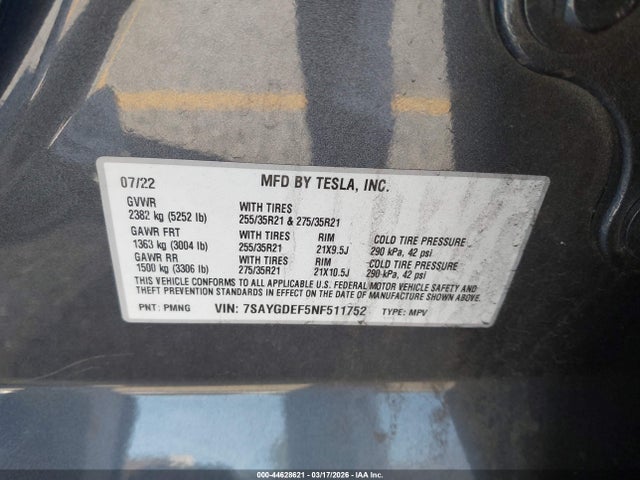 07/22 MFD BY TESLA, INC.
GVWR WITH TIRES
2382 kg (5252 lb) 255/35R21 & 275/35R21
GAWR FRT WITH TIRES RIM COLD TIRE PRESSURE
1363 kg (3004 lb) 255/35R21 21X9.5J 290 kPa, 42 psi
GAWR RR WITH TIRES RIM COLD TIRE PRESSURE
1500 kg (3306 lb) 275/35R21 21X10.5J 290 kPa, 42 psi
THIS VEHICLE CONFORMS TO ALL APPLICABLE U.S. FEDERAL MOTOR VEHICLE SAFETY AND
THEFT PREVENTION STANDARDS IN EFFECT ON THE DATE OF MANUFACTURE SHOWN ABOVE.
PNT: PMNG VIN: 7SAYGDEF5NF511752 TYPE: MPV
000-44628621 - 03/17/2026 - IAA Inc.